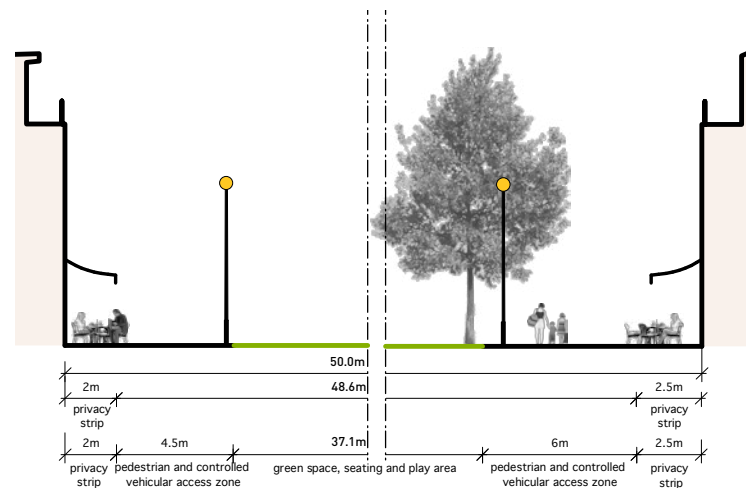 50.0m
2m 48.6m 2.5m
privacy privacy
strip strip
2m 4.5m 37.1m 6m 2.5m
privacy pedestrian and controlled green space, seating and play area pedestrian and controlled privacy
strip vehicular access zone vehicular access zone strip